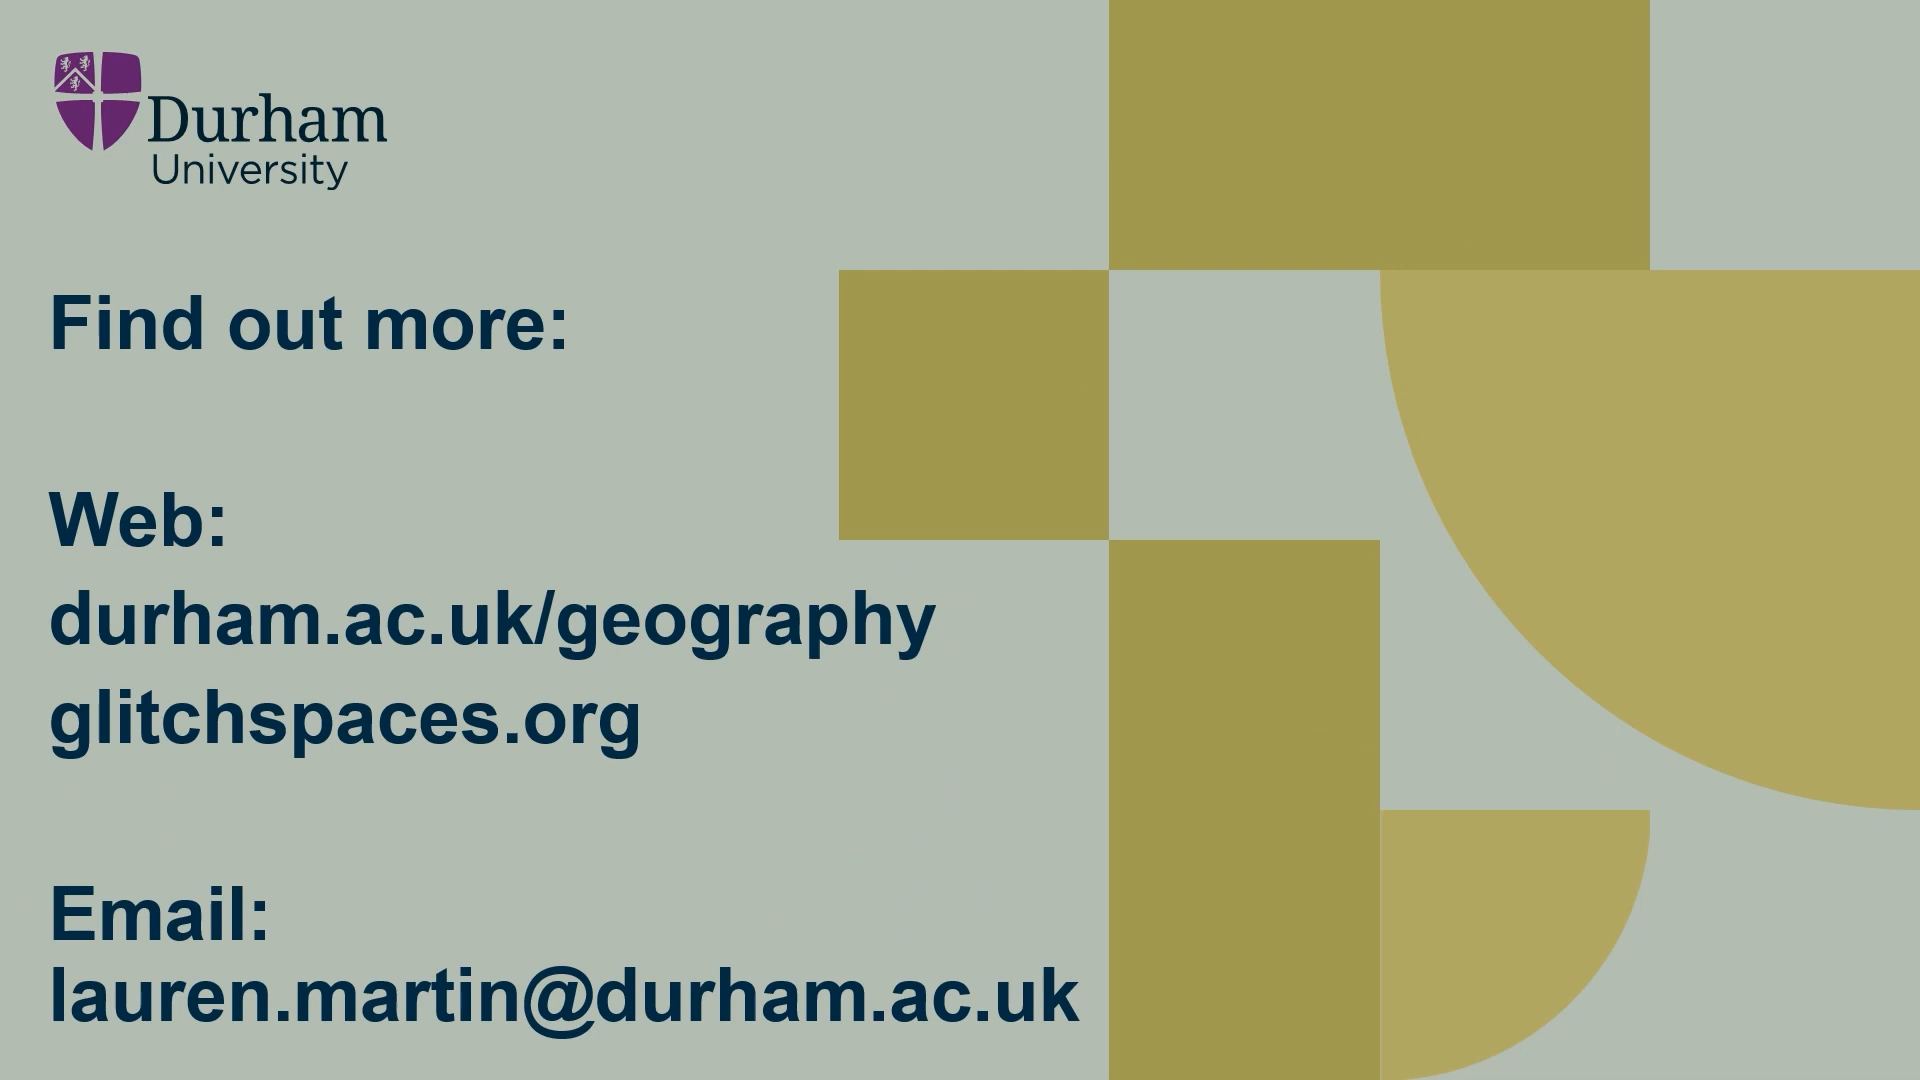 Durham
University
Find out more:
Web:
durham.ac.uk/geography
glitchspaces.org
Email:
lauren.martin@durham.ac.uk